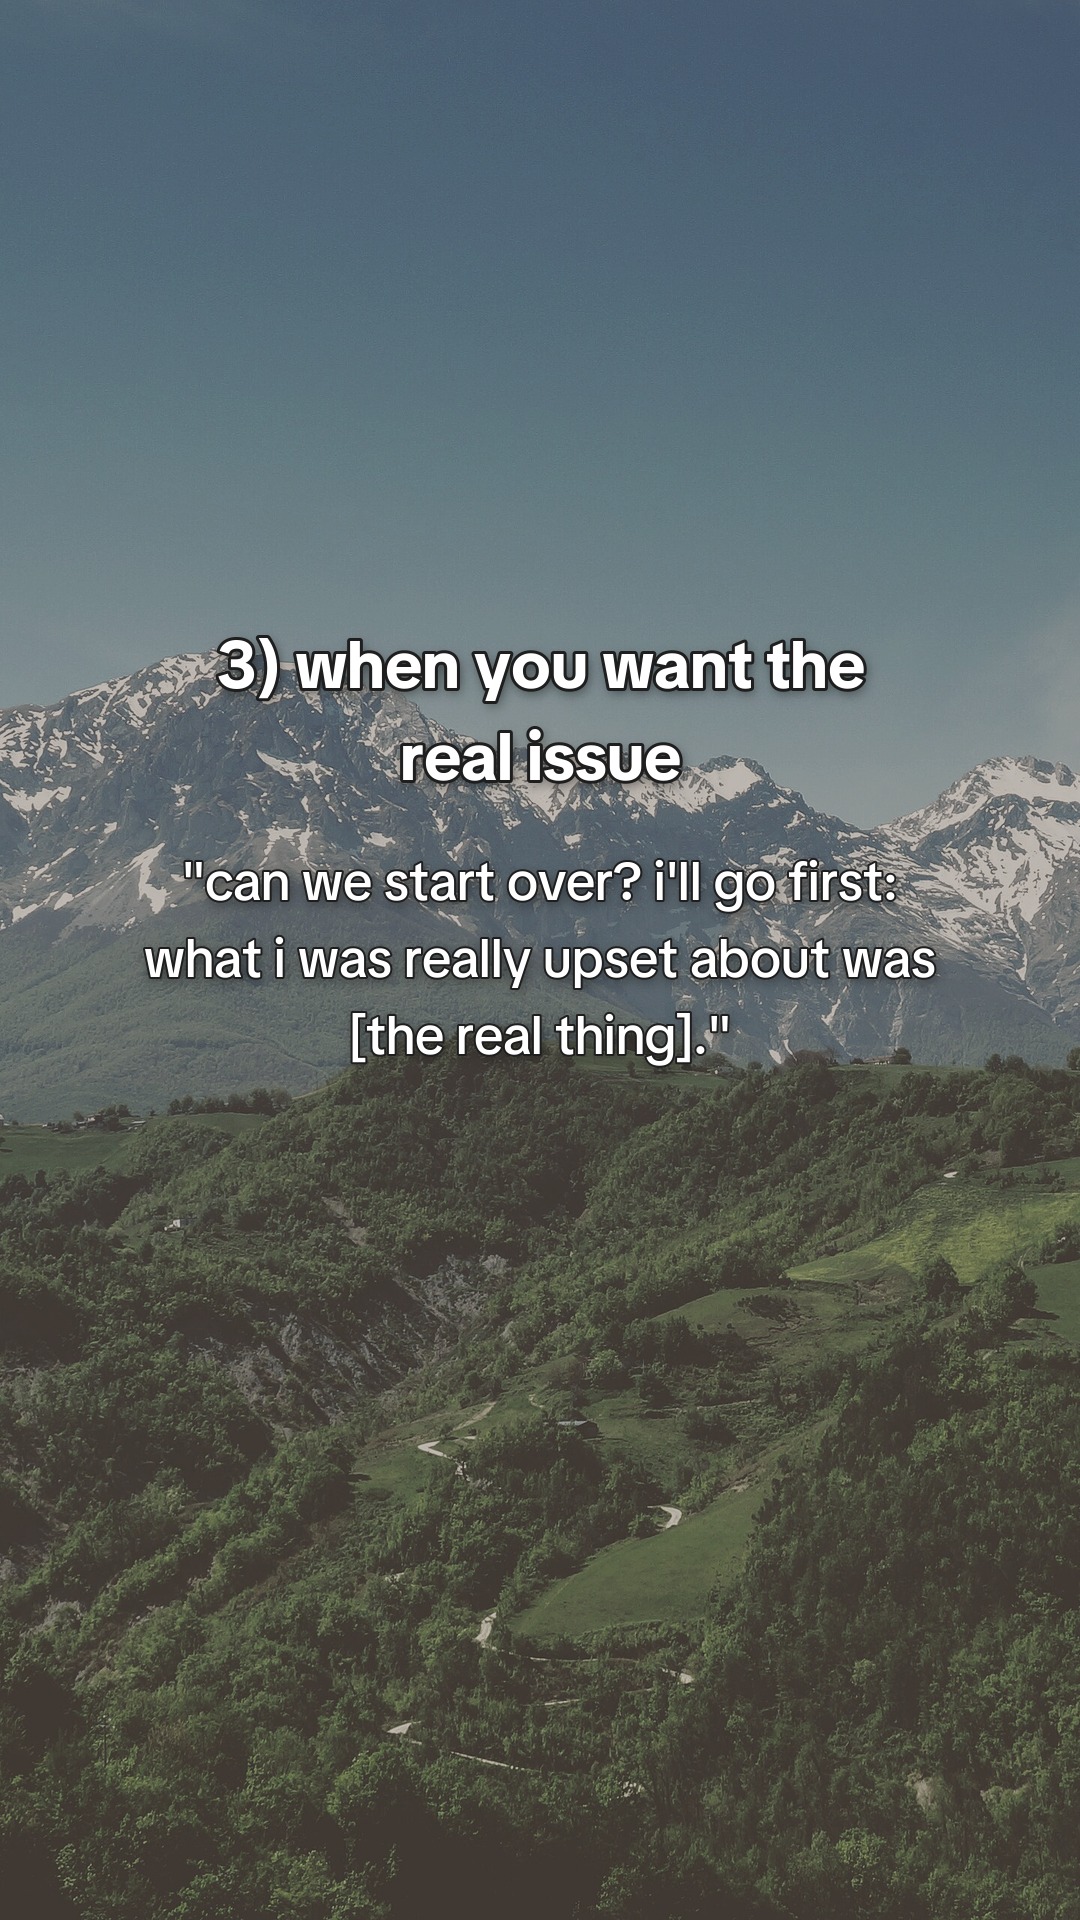 3) when you want the
real issue
"can we start over? i'll go first:
what i was really upset about was
[the real thing]."